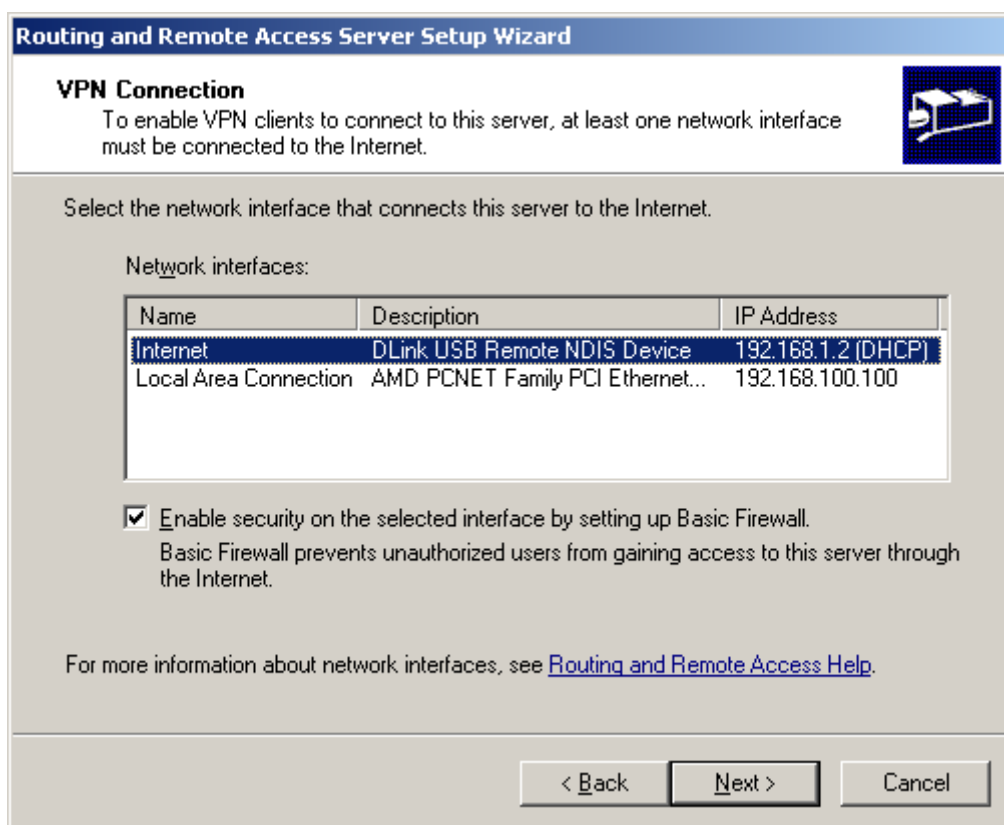 Routing and Remote Access Server Setup Wizard
VPN Connection
To enable VPN clients to connect to this server, at least one network interface
must be connected to the Internet.
Select the network interface that connects this server to the Internet.
Network interfaces:
Name Description IP Address
Internet DLink USB Remote NDIS Device 192.168.1.2 (DHCP)
Local Area Connection AMD PCNET Family PCI Ethernet... 192.168.100.100
Enable security on the selected interface by setting up Basic Firewall.
Basic Firewall prevents unauthorized users from gaining access to this server through
the Internet.
For more information about network interfaces, see Routing and Remote Access Help.
< Back Next > Cancel